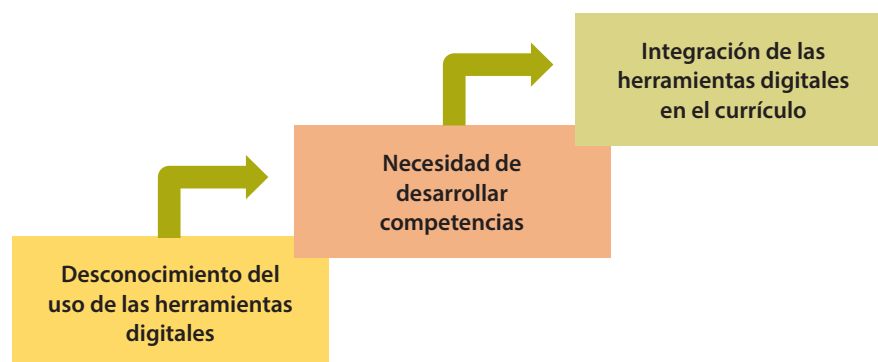 Integración de las
herramientas digitales
en el currículo
Necesidad de
desarrollar
competencias
Desconocimiento del
uso de las herramientas
digitales